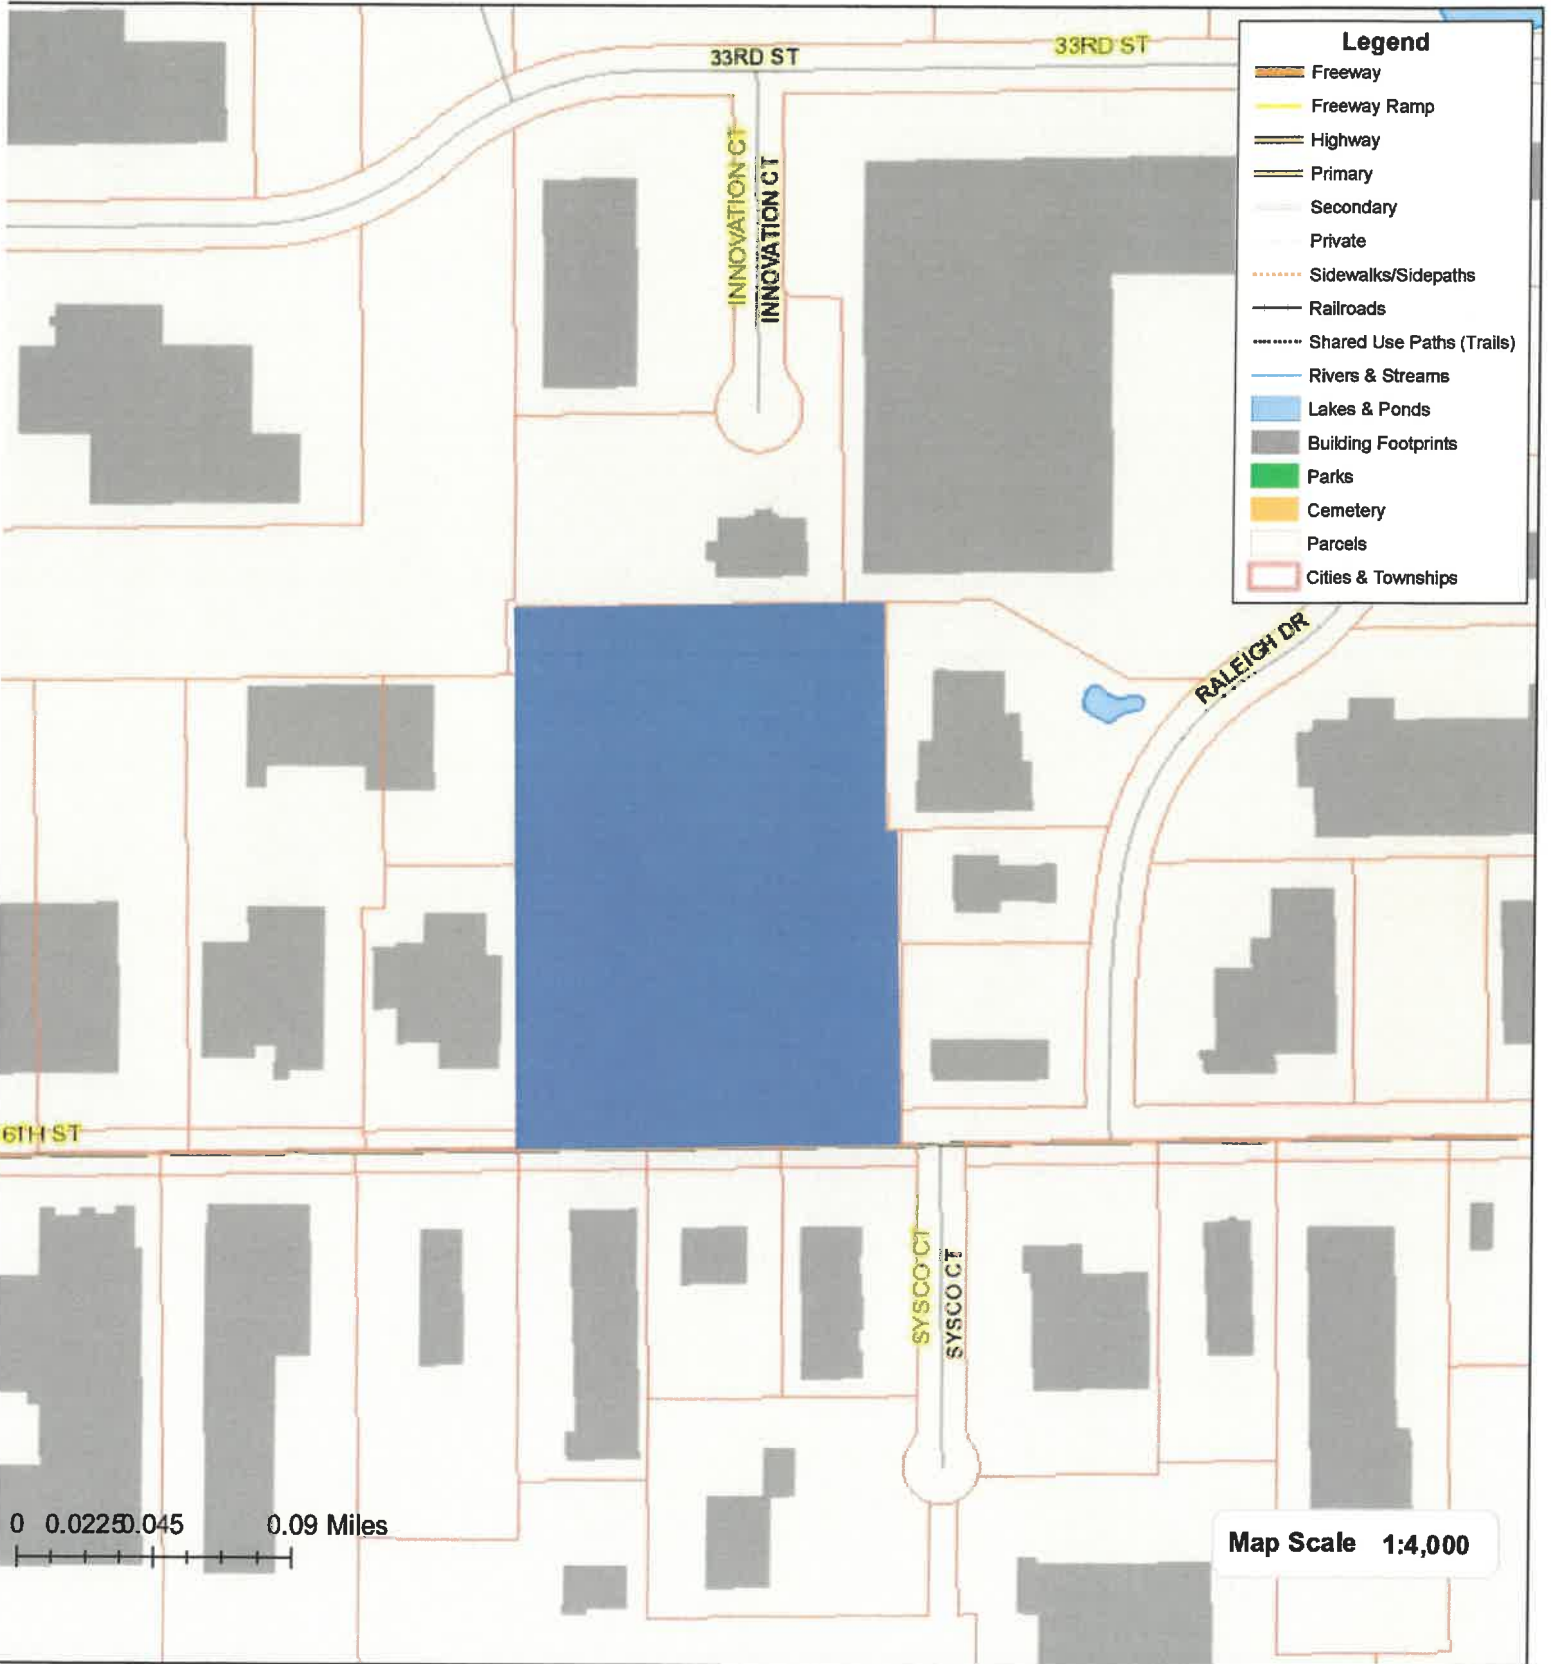 33RD ST
33RD ST
Legend
Freeway
Freeway Ramp
Highway
Primary
Secondary
Private
Sidewalks/Sidepaths
Railroads
Shared Use Paths (Trails)
Rivers & Streams
Lakes & Ponds
Building Footprints
Parks
Cemetery
Parcels
Cities & Townships
INNOVATION CT
INNOVATION CT
RALEIGH DR
6TH ST
SYSCO CT
SYSCO CT
0 0.0225 0.045 0.09 Miles
Map Scale 1:4,000